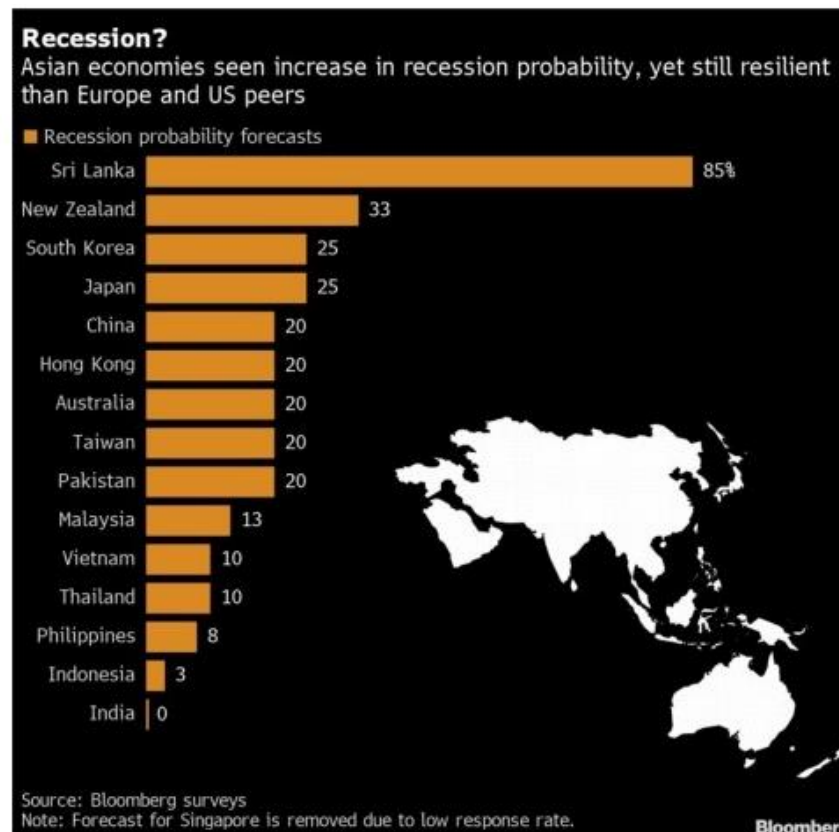 Recession?
Asian economies seen increase in recession probability, yet still resilient
than Europe and US peers
Recession probability forecasts
Sri Lanka 85%
New Zealand 33
South Korea 25
Japan 25
China 20
Hong Kong 20
Australia 20
Taiwan 20
Pakistan 20
Malaysia 13
Vietnam 10
Thailand 10
Philippines 8
Indonesia 3
India 0
Source: Bloomberg surveys
Note: Forecast for Singapore is removed due to low response rate.
Bloomberg